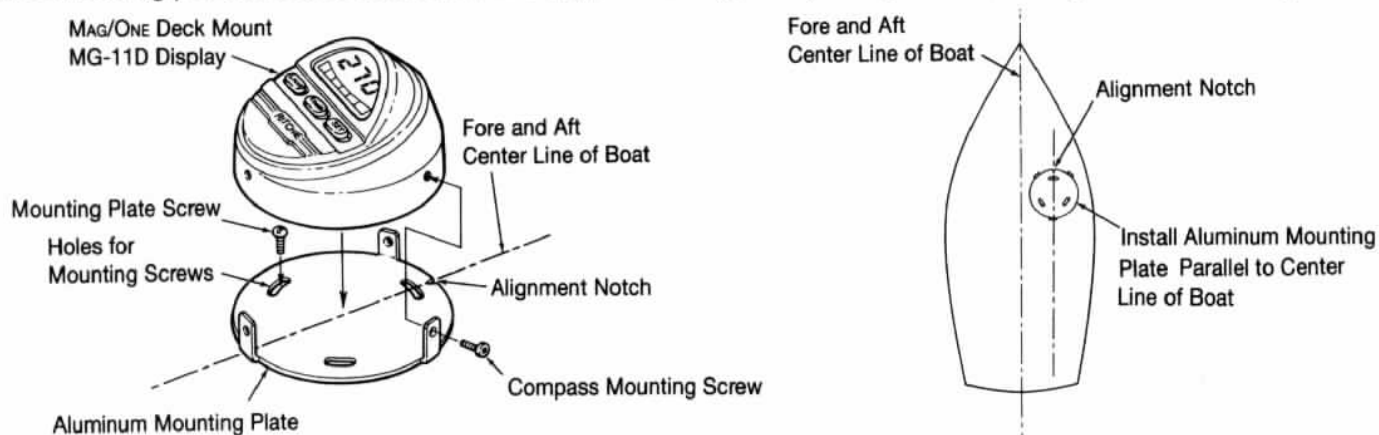 MAG/ONE Deck Mount
MG-11D Display
270
RITCHIE
Fore and Aft
Center Line of Boat
Mounting Plate Screw
Holes for
Mounting Screws
Alignment Notch
Compass Mounting Screw
Aluminum Mounting Plate
Fore and Aft
Center Line of Boat
Alignment Notch
Install Aluminum Mounting
Plate Parallel to Center
Line of Boat